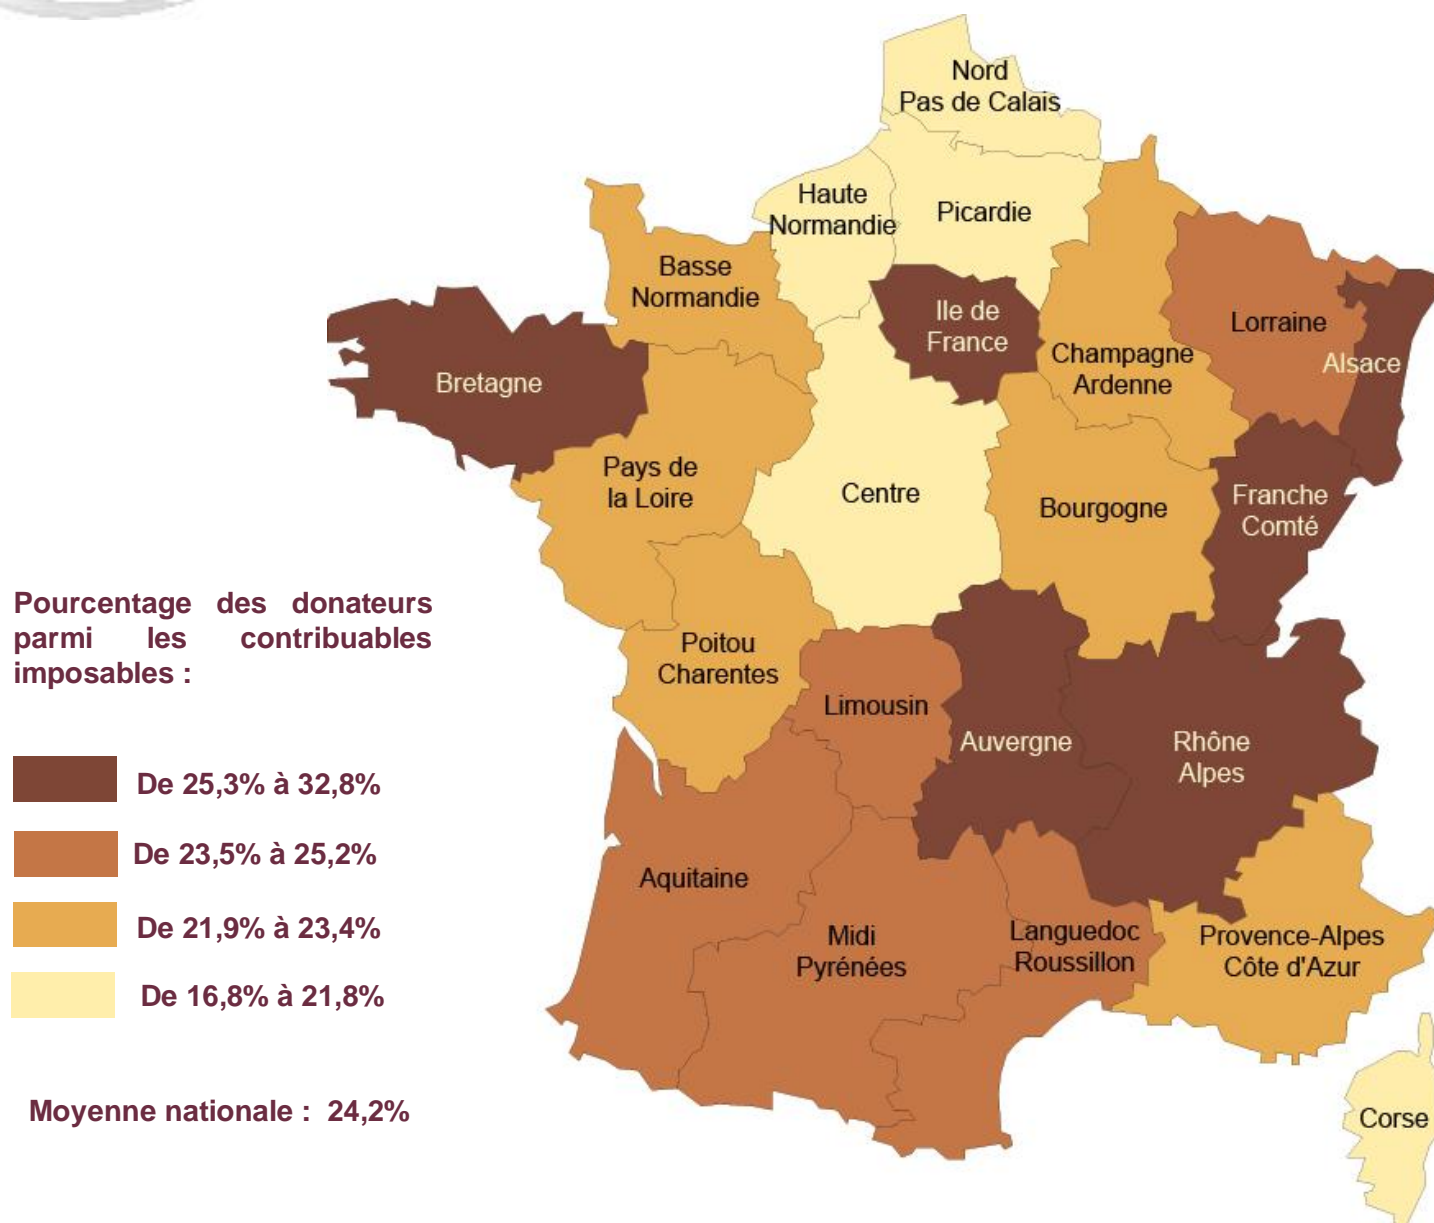 Nord
Pas de Calais
Haute
Normandie
Picardie
Basse
Normandie
Ile de
France
Lorraine
Champagne
Ardenne
Alsace
Bretagne
Pays de
la Loire
Centre
Bourgogne
Franche
Comté
Pourcentage des donateurs
parmi les contribuables
imposables :
Poitou
Charentes
Limousin
Auvergne
Rhône
Alpes
De 25,3% à 32,8%
De 23,5% à 25,2%
De 21,9% à 23,4%
De 16,8% à 21,8%
Aquitaine
Midi
Pyrénées
Languedoc
Roussillon
Provence-Alpes
Côte d'Azur
Moyenne nationale : 24,2%
Corse